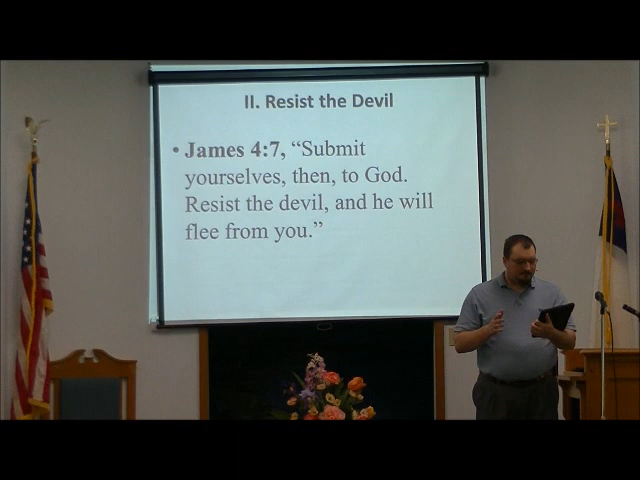 II. Resist the Devil
• James 4:7, “Submit
yourselves, then, to God.
Resist the devil, and he will
flee from you.”